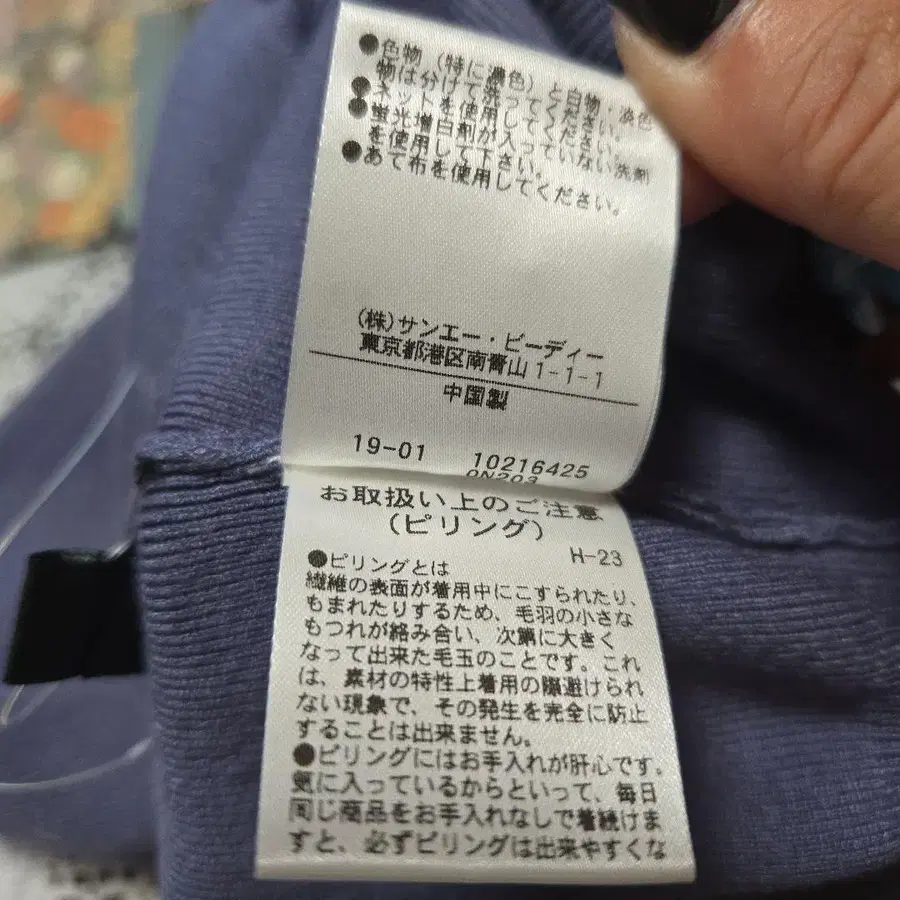 ●色物（特に濃色）と白物・淡色
物は分けて洗ってください。
●ネットを使用してください。
●蛍光増白剤が入っていない洗剤
を使用して下さい。
●あて布を使用してください。
(株)サンエー・ビーディー
東京都港区南青山1-1-1
中国製
19-01 10216425
0N203
お取扱い上のご注意
(ピリング)
H-23
●ピリングとは
繊維の表面が着用中にこすられたり、
もまれたりするため、毛羽の小さな
もつれが絡み合い、次第に大きく
なって出来た毛玉のことです。これ
は、素材の特性上着用の際避けられ
ない現象で、その発生を完全に防止
することは出来ません。
●ピリングにはお手入れが肝心です。
気に入っているからといって、毎日
同じ商品をお手入れなしで着続けま
すと、必ずピリングは出来やすくな